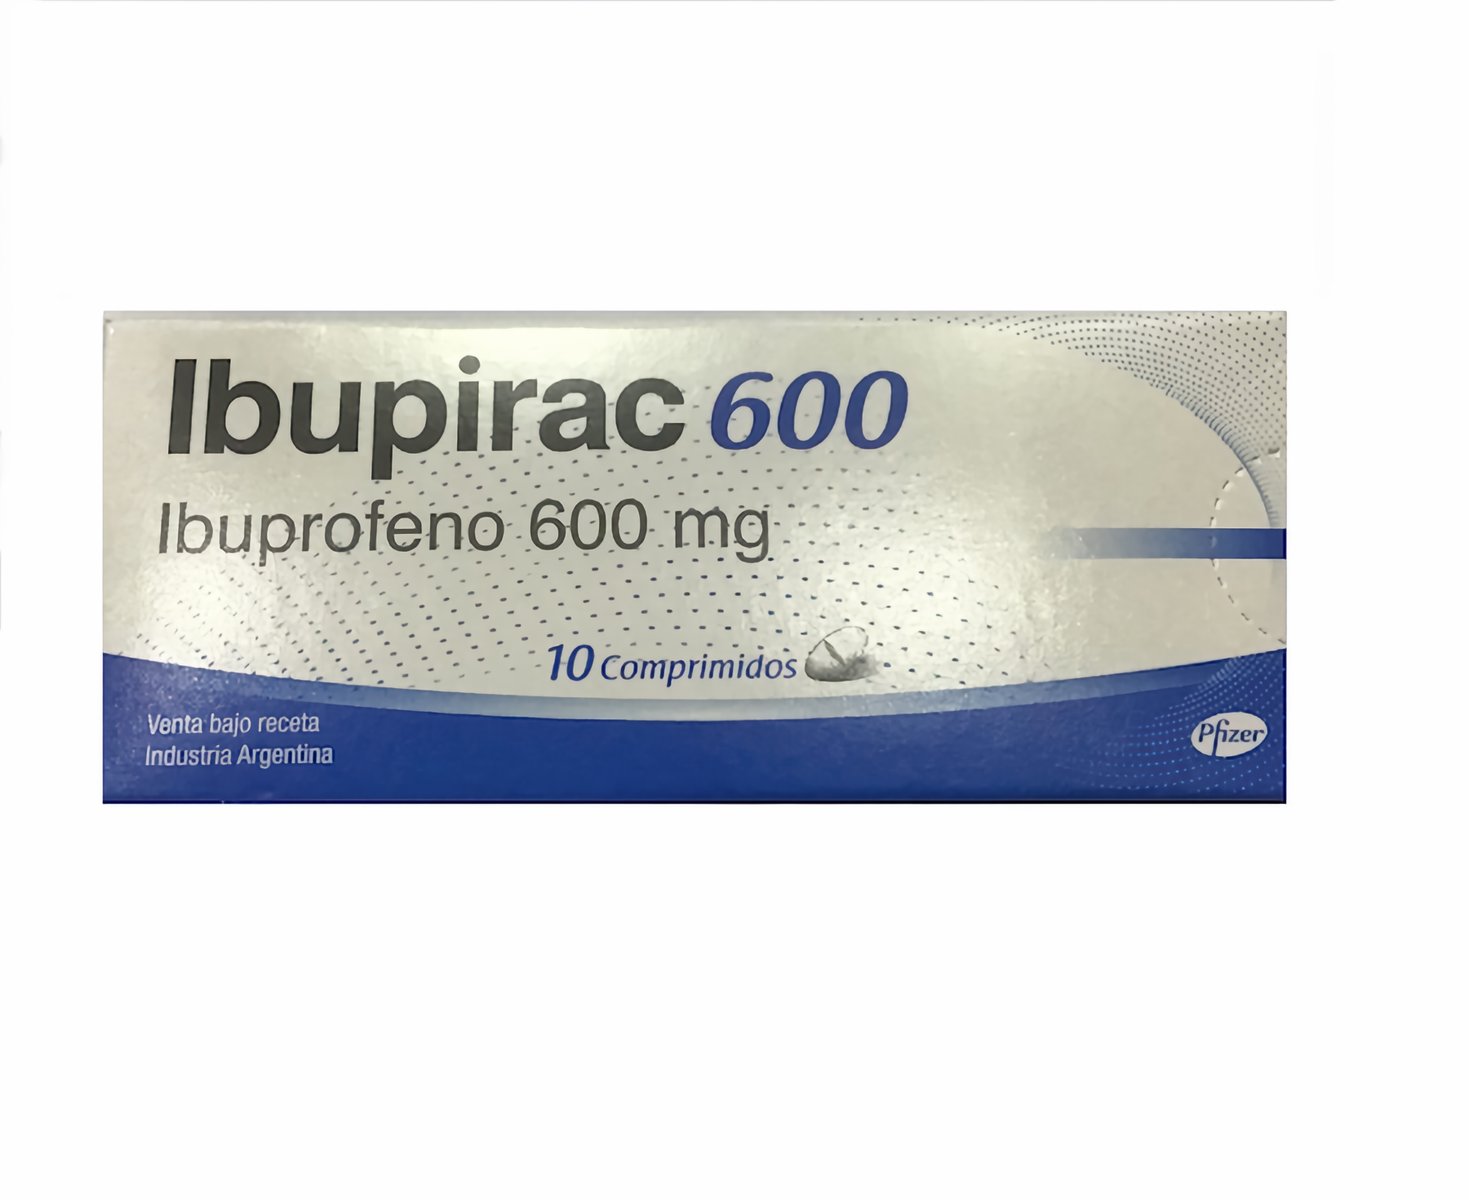 Ibupirac 600
Ibuprofeno 600 mg
10 Comprimidos
Venta bajo receta
Industria Argentina
Pfizer